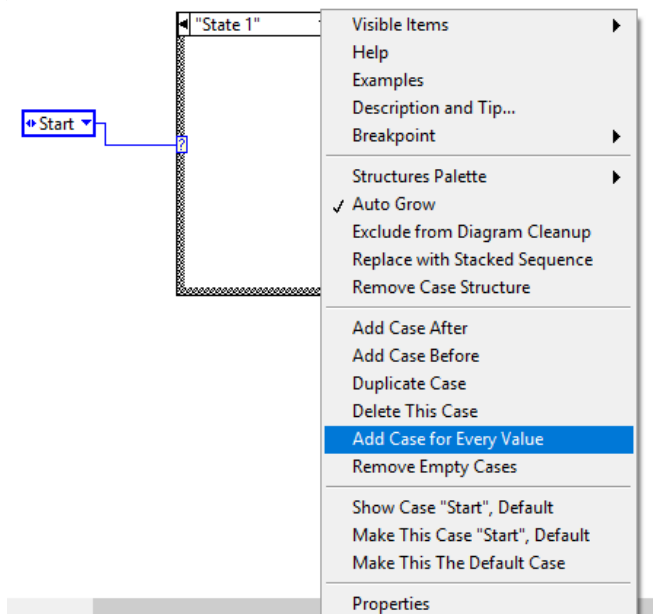 "State 1"
Start
?
Visible Items
Help
Examples
Description and Tip...
Breakpoint
Structures Palette
Auto Grow
Exclude from Diagram Cleanup
Replace with Stacked Sequence
Remove Case Structure
Add Case After
Add Case Before
Duplicate Case
Delete This Case
Add Case for Every Value
Remove Empty Cases
Show Case "Start", Default
Make This Case "Start", Default
Make This The Default Case
Properties